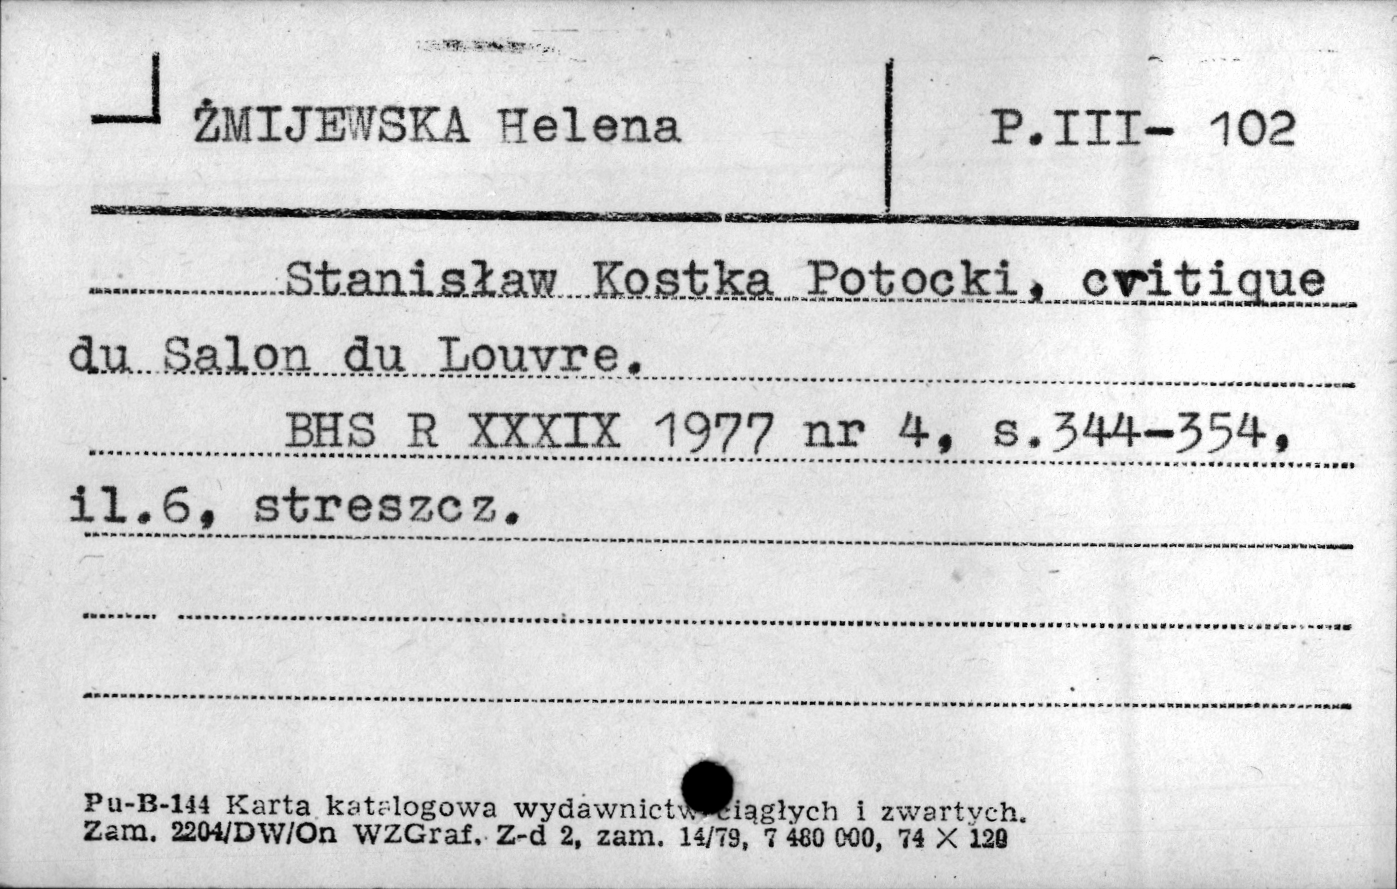 ŻMIJEWSKA Helena P.III- 102
Stanisław Kostka Potocki, critique
du Salon du Louvre.
BHS R XXXIX 1977 nr 4, s.344-354,
il.6, streszcz.
Pu-B-144 Karta katalogowa wydawnictw ciągłych i zwartych.
Zam. 2204/DW/On WZGraf. Z-d 2, zam. 14/79, 7 480 000, 74 X 120